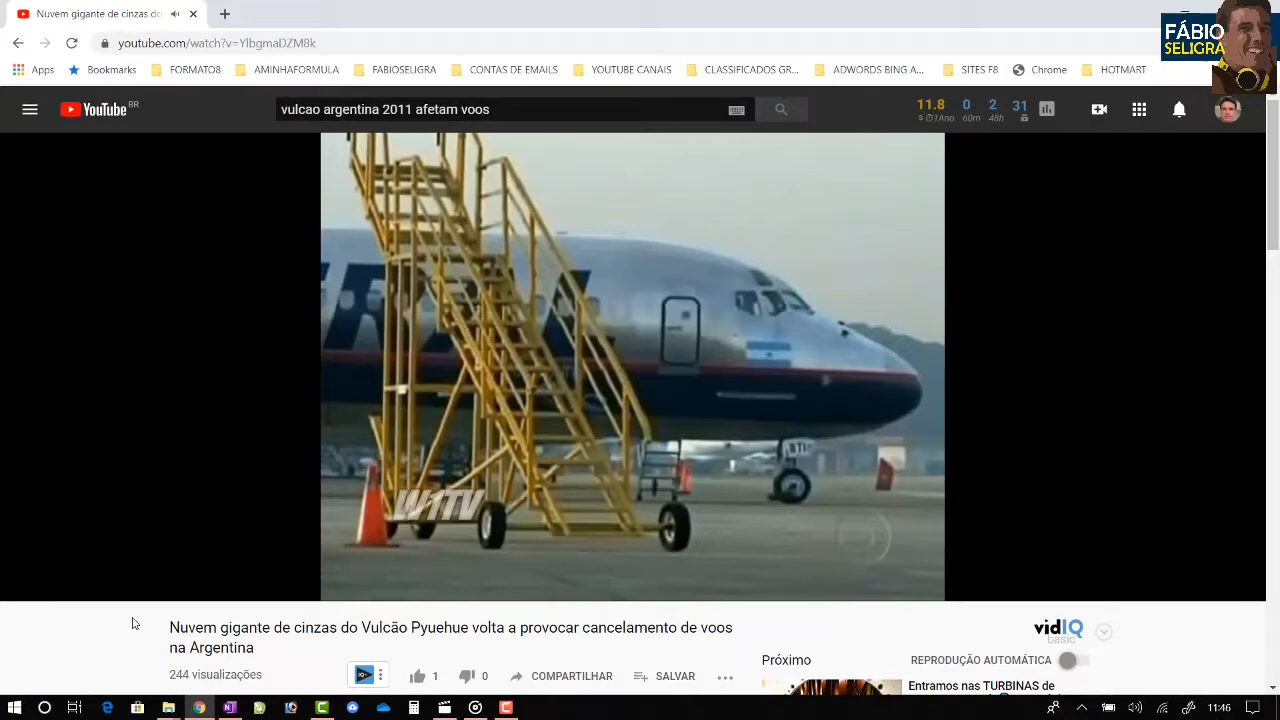 Nuvem gigante de cinzas do
youtube.com/watch?v=YlbgmaDZM8k
Apps Bookmarks FORMATO8 AMINHAFORMULA FABIOSELIGRA CONTAS DE EMAILS YOUTUBE CANAIS CLASSIFICADOR ... ADWORDS BING A... SITES F8 Chrome HOTMART
FÁBIO
SELIGRA
YouTube BR
vulcao argentina 2011 afetam voos
11.8 0 2 31
$ 1Ano 60m 48h
W1TV
Nuvem gigante de cinzas do Vulcão Pyuehue volta a provocar cancelamento de voos
na Argentina
244 visualizações
1 0 COMPARTILHAR SALVAR
vidIQ
basic
Próximo
REPRODUÇÃO AUTOMÁTICA
Entramos nas TURBINAS de
11:46